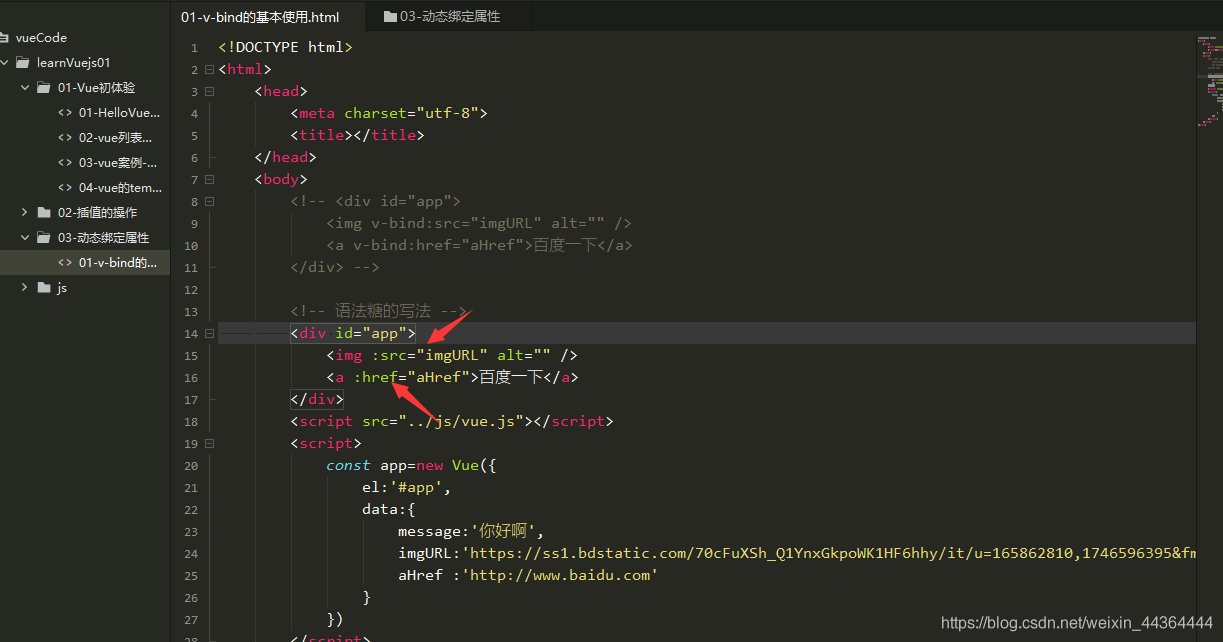 01-v-bind的基本使用.html
03-动态绑定属性
vueCode
learnVuejs01
01-Vue初体验
01-HelloVue...
02-vue列表...
03-vue案例-...
04-vue的tem...
02-插值的操作
03-动态绑定属性
01-v-bind的...
js
1 <!DOCTYPE html>
2 <html>
3 <head>
4 <meta charset="utf-8">
5 <title></title>
6 </head>
7 <body>
8 <!-- <div id="app">
9 <img v-bind:src="imgURL" alt="" />
10 <a v-bind:href="aHref">百度一下</a>
11 </div> -->
12
13 <!-- 语法糖的写法 -->
14 <div id="app">
15 <img :src="imgURL" alt="" />
16 <a :href="aHref">百度一下</a>
17 </div>
18 <script src="../js/vue.js"></script>
19 <script>
20 const app=new Vue({
21 el:'#app',
22 data:{
23 message:'你好啊',
24 imgURL:'https://ss1.bdstatic.com/70cFuXSh_Q1YnxGkpoWK1HF6hhy/it/u=165862810,1746596395&fm
25 aHref :'http://www.baidu.com'
26 }
27 })
28 </script>
https://blog.csdn.net/weixin_44364444